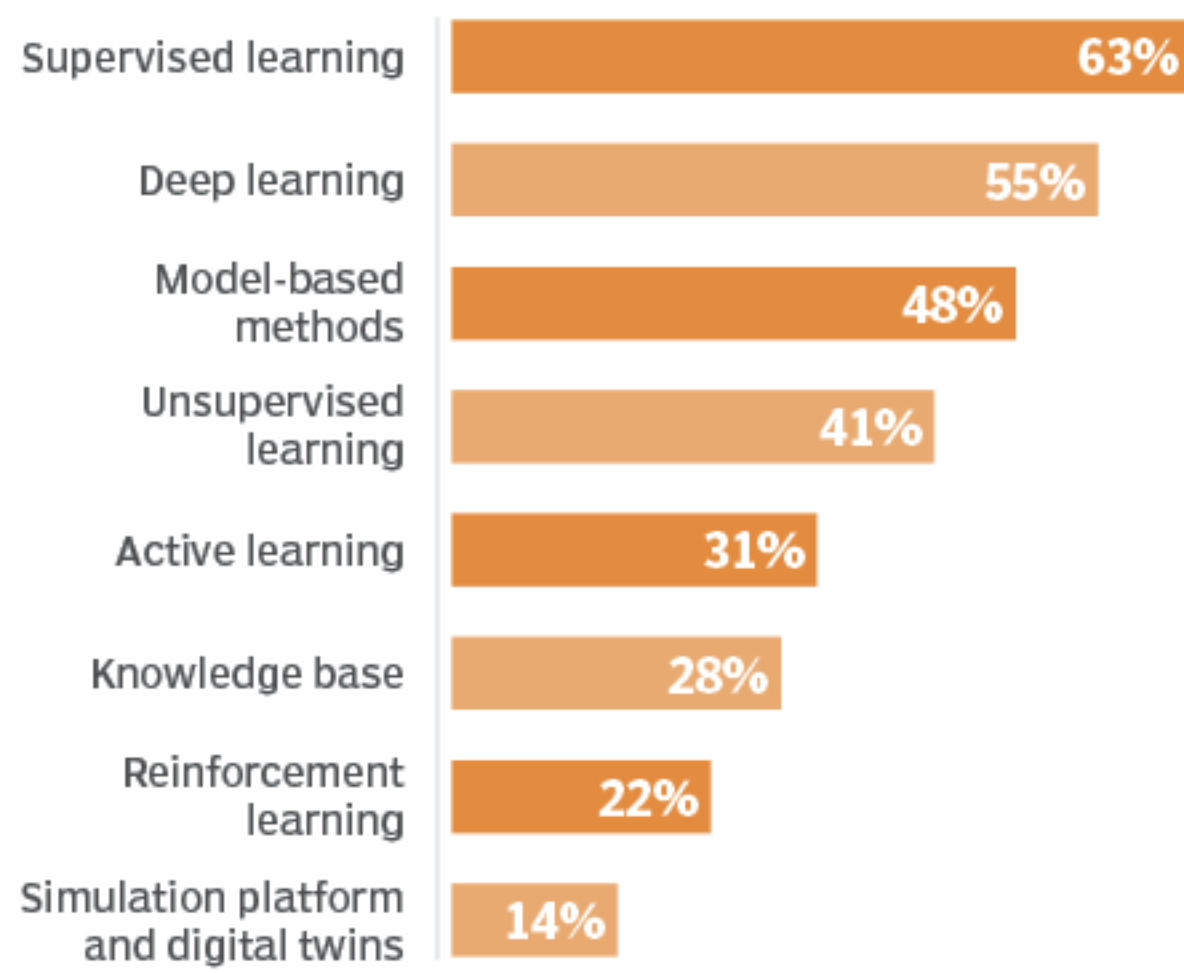 Supervised learning
63%
Deep learning
55%
Model-based
methods
48%
Unsupervised
learning
41%
Active learning
31%
Knowledge base
28%
Reinforcement
learning
22%
Simulation platform
and digital twins
14%